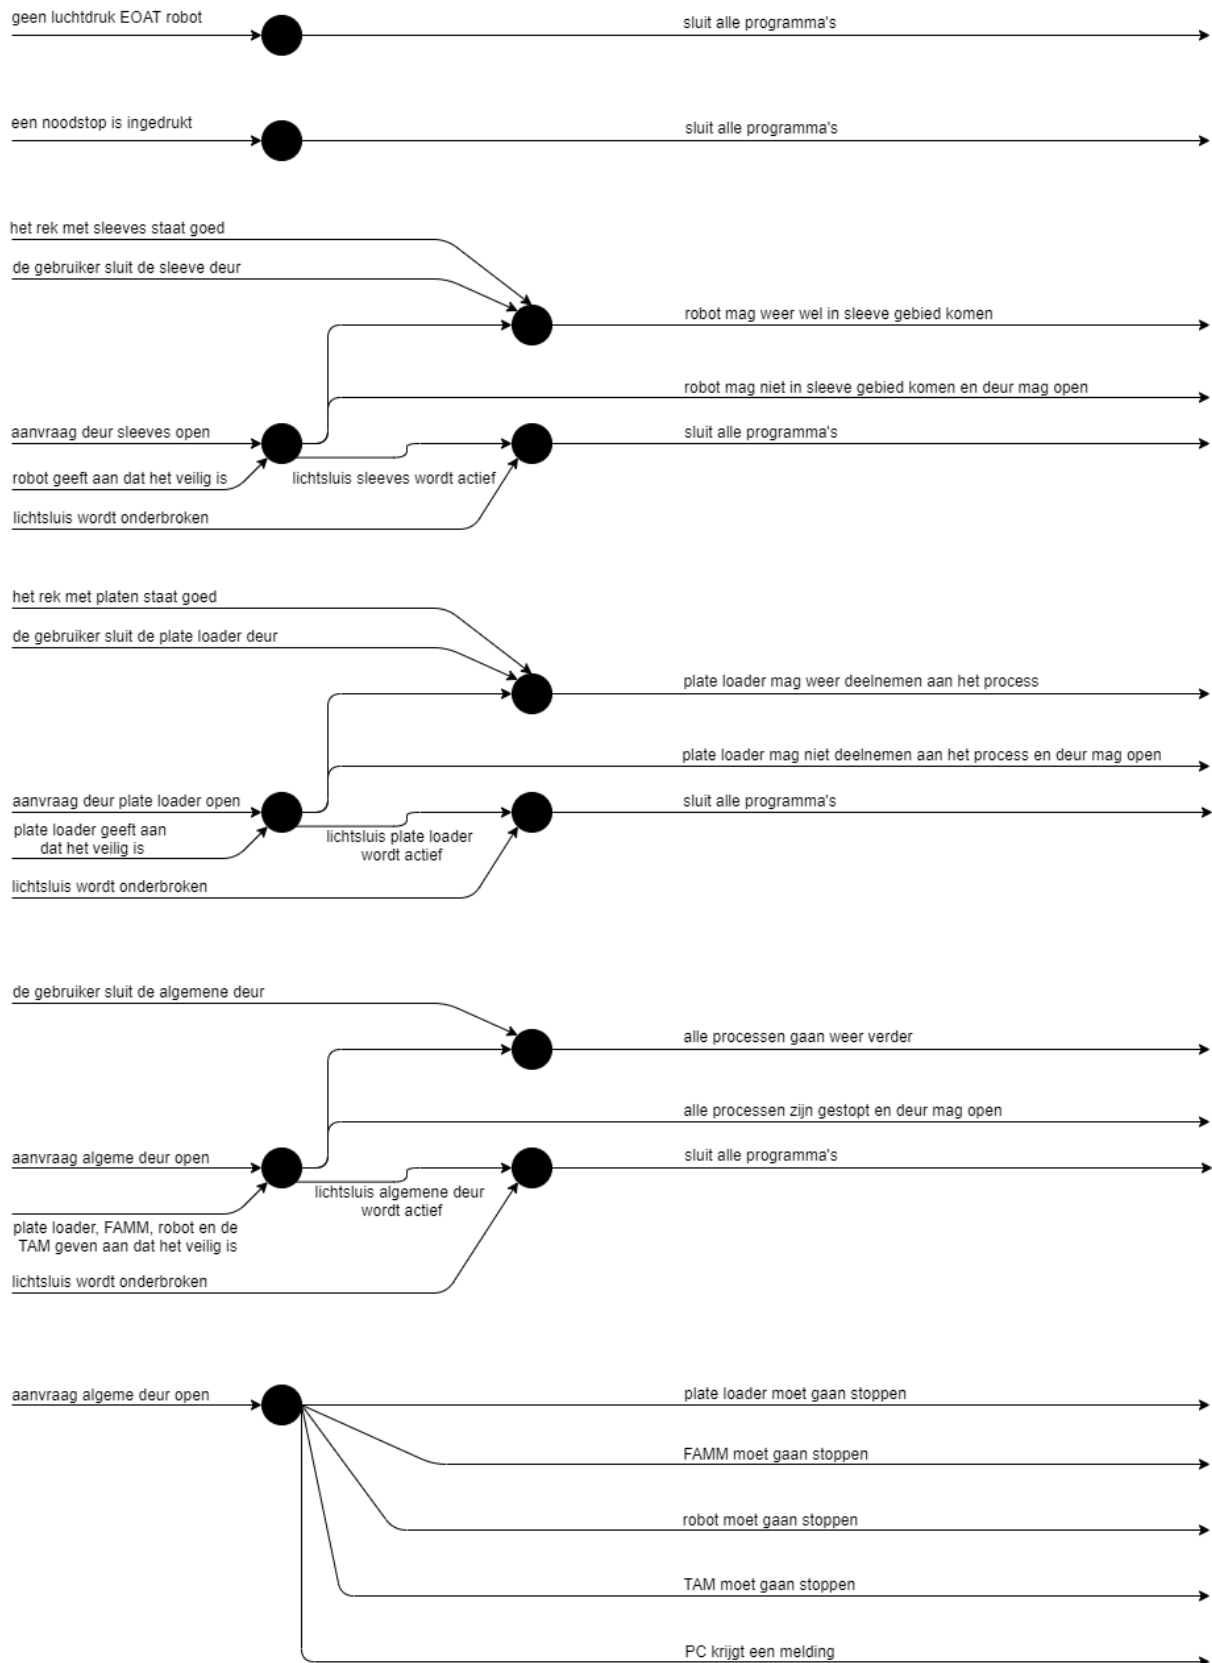 geen luchtdruk EOAT robot
sluit alle programma's
een noodstop is ingedrukt
sluit alle programma's
het rek met sleeves staat goed
de gebruiker sluit de sleeve deur
robot mag weer wel in sleeve gebied komen
robot mag niet in sleeve gebied komen en deur mag open
aanvraag deur sleeves open
sluit alle programma's
robot geeft aan dat het veilig is
lichtsluis sleeves wordt actief
lichtsluis wordt onderbroken
het rek met platen staat goed
de gebruiker sluit de plate loader deur
plate loader mag weer deelnemen aan het process
plate loader mag niet deelnemen aan het process en deur mag open
aanvraag deur plate loader open
sluit alle programma's
plate loader geeft aan
dat het veilig is
lichtsluis plate loader
wordt actief
lichtsluis wordt onderbroken
de gebruiker sluit de algemene deur
alle processen gaan weer verder
alle processen zijn gestopt en deur mag open
aanvraag algeme deur open
sluit alle programma's
lichtsluis algemene deur
wordt actief
plate loader, FAMM, robot en de
TAM geven aan dat het veilig is
lichtsluis wordt onderbroken
aanvraag algeme deur open
plate loader moet gaan stoppen
FAMM moet gaan stoppen
robot moet gaan stoppen
TAM moet gaan stoppen
PC krijgt een melding